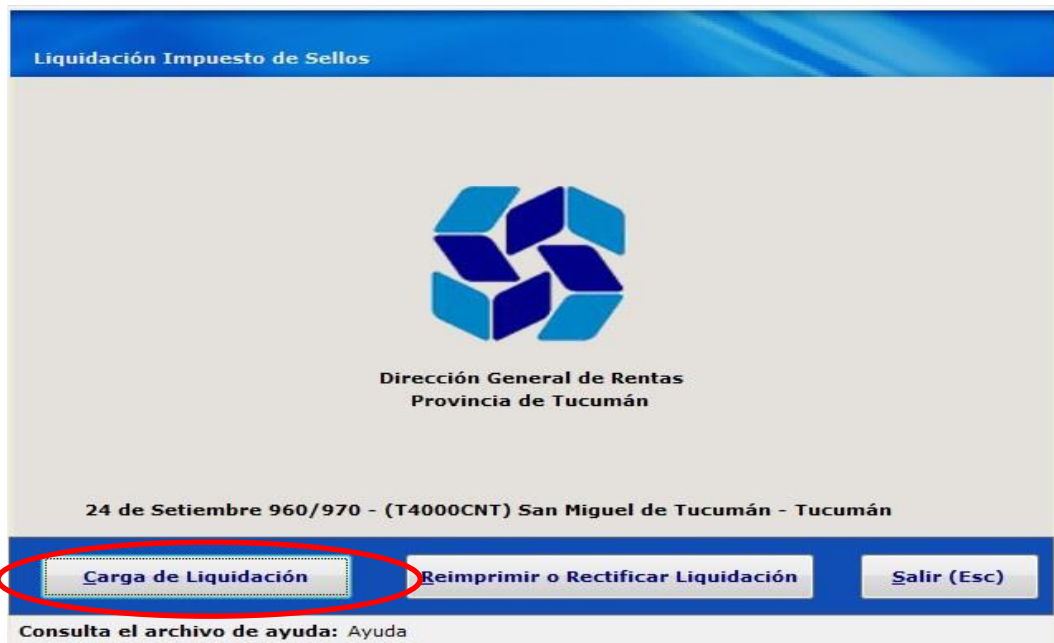 Liquidación Impuesto de Sellos
Dirección General de Rentas
Provincia de Tucumán
24 de Setiembre 960/970 - (T4000CNT) San Miguel de Tucumán - Tucumán
Carga de Liquidación Reimprimir o Rectificar Liquidación Salir (Esc)
Consulta el archivo de ayuda: Ayuda